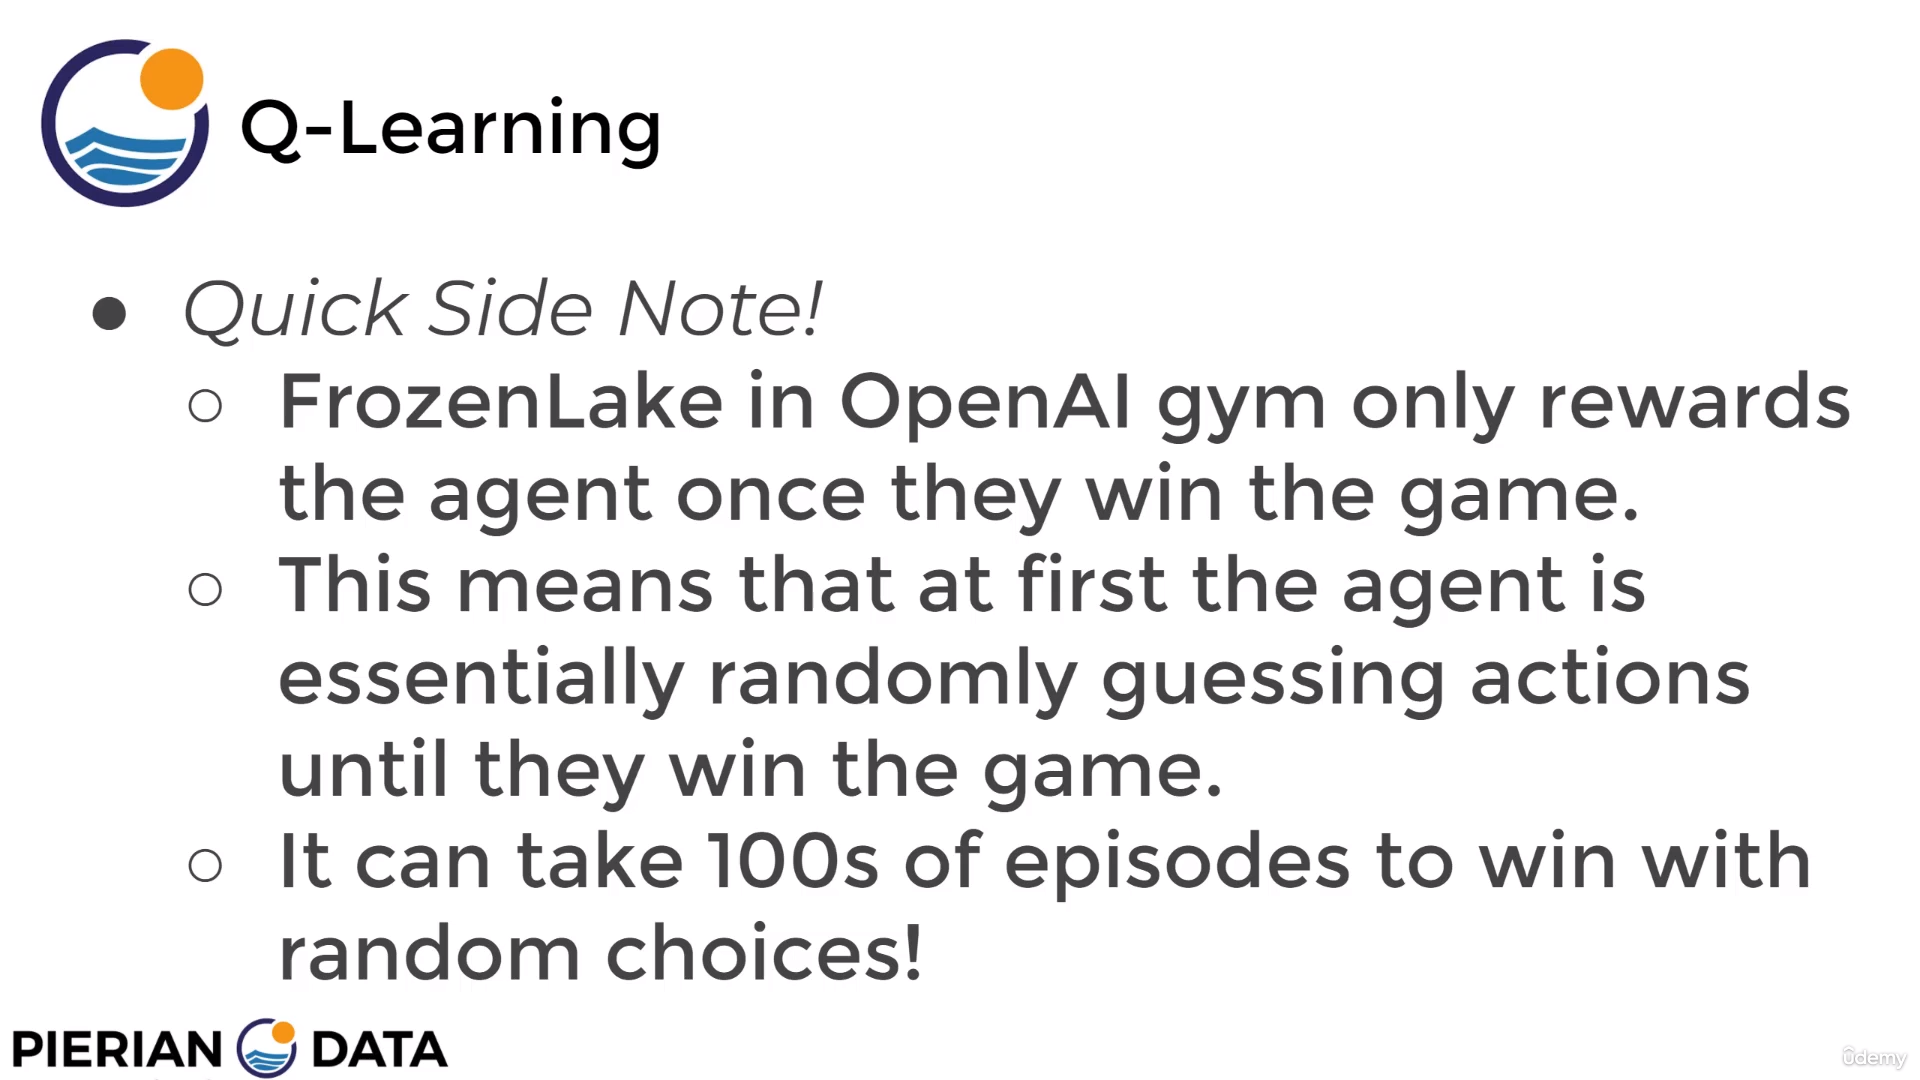 Q-Learning
● Quick Side Note!
○ FrozenLake in OpenAI gym only rewards
the agent once they win the game.
○ This means that at first the agent is
essentially randomly guessing actions
until they win the game.
○ It can take 100s of episodes to win with
random choices!
PIERIAN DATA
ûdemy